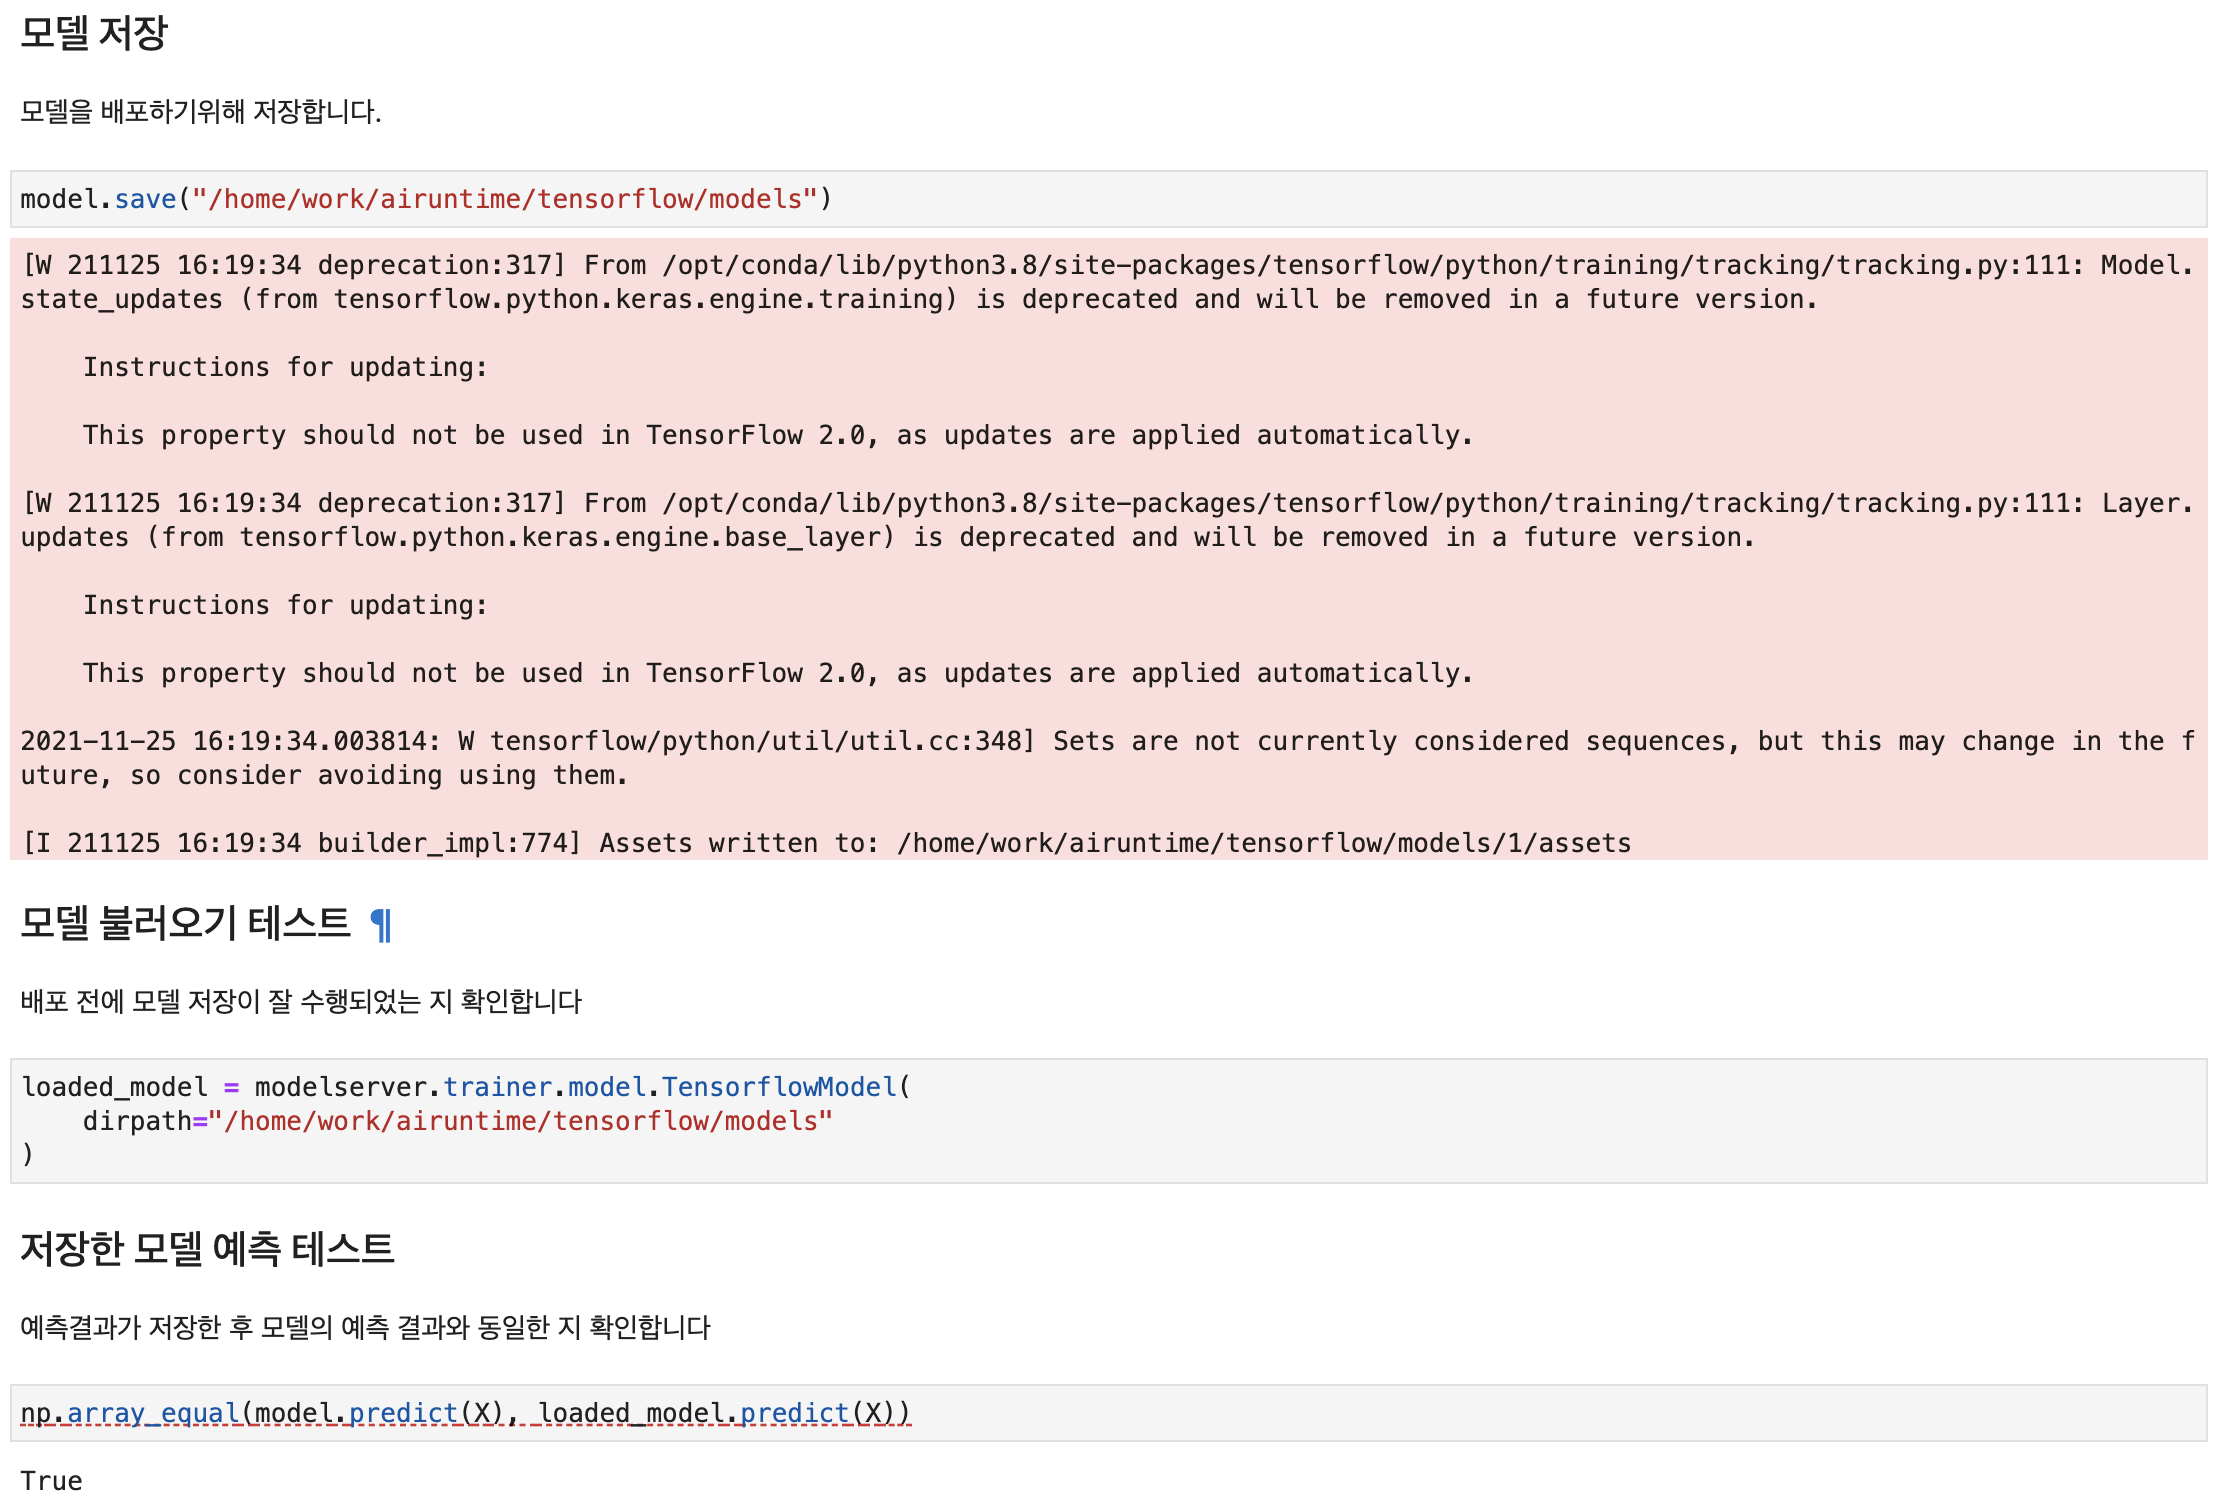 모델 저장
모델을 배포하기위해 저장합니다.
model.save("/home/work/airuntime/tensorflow/models")
[W 211125 16:19:34 deprecation:317] From /opt/conda/lib/python3.8/site-packages/tensorflow/python/training/tracking/tracking.py:111: Model.
state_updates (from tensorflow.python.keras.engine.training) is deprecated and will be removed in a future version.
    Instructions for updating:
    This property should not be used in TensorFlow 2.0, as updates are applied automatically.
[W 211125 16:19:34 deprecation:317] From /opt/conda/lib/python3.8/site-packages/tensorflow/python/training/tracking/tracking.py:111: Layer.
updates (from tensorflow.python.keras.engine.base_layer) is deprecated and will be removed in a future version.
    Instructions for updating:
    This property should not be used in TensorFlow 2.0, as updates are applied automatically.
2021-11-25 16:19:34.003814: W tensorflow/python/util/util.cc:348] Sets are not currently considered sequences, but this may change in the f
uture, so consider avoiding using them.
[I 211125 16:19:34 builder_impl:774] Assets written to: /home/work/airuntime/tensorflow/models/1/assets
모델 불러오기 테스트 ¶
배포 전에 모델 저장이 잘 수행되었는 지 확인합니다
loaded_model = modelserver.trainer.model.TensorflowModel(
    dirpath="/home/work/airuntime/tensorflow/models"
)
저장한 모델 예측 테스트
예측결과가 저장한 후 모델의 예측 결과와 동일한 지 확인합니다
np.array_equal(model.predict(X), loaded_model.predict(X))
True